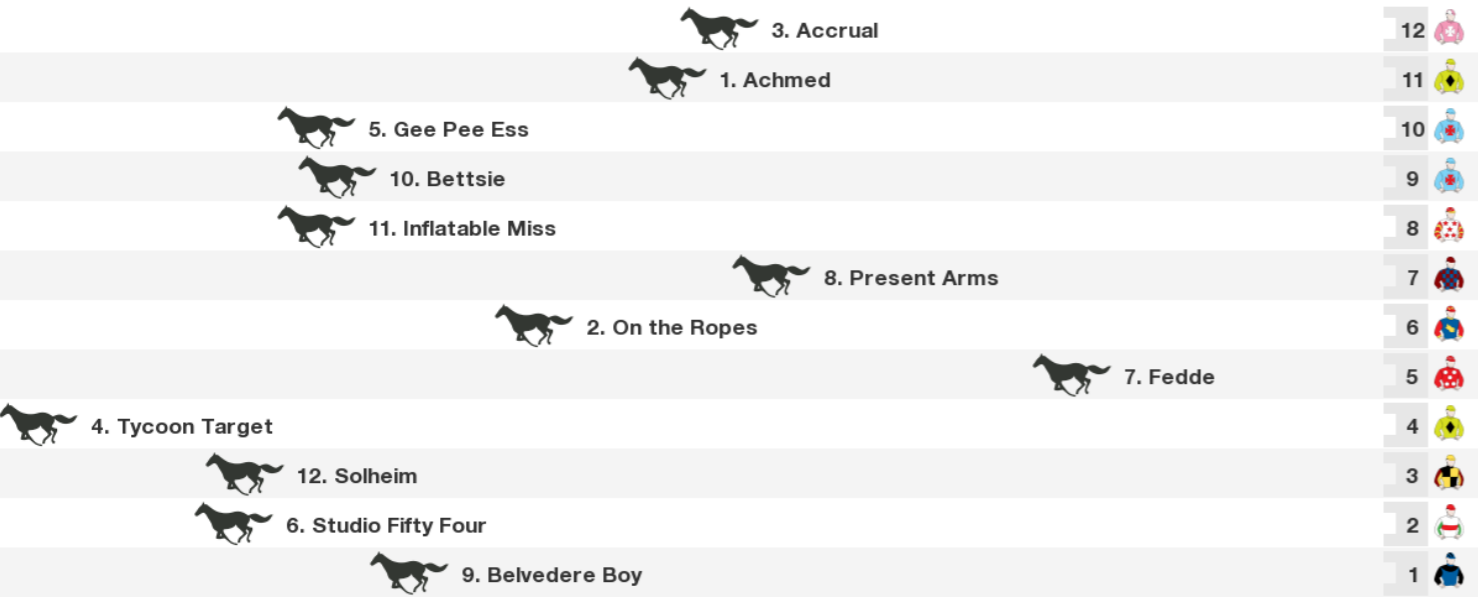 3. Accrual 12
1. Achmed 11
5. Gee Pee Ess 10
10. Bettsie 9
11. Inflatable Miss 8
8. Present Arms 7
2. On the Ropes 6
7. Fedde 5
4. Tycoon Target 4
12. Solheim 3
6. Studio Fifty Four 2
9. Belvedere Boy 1